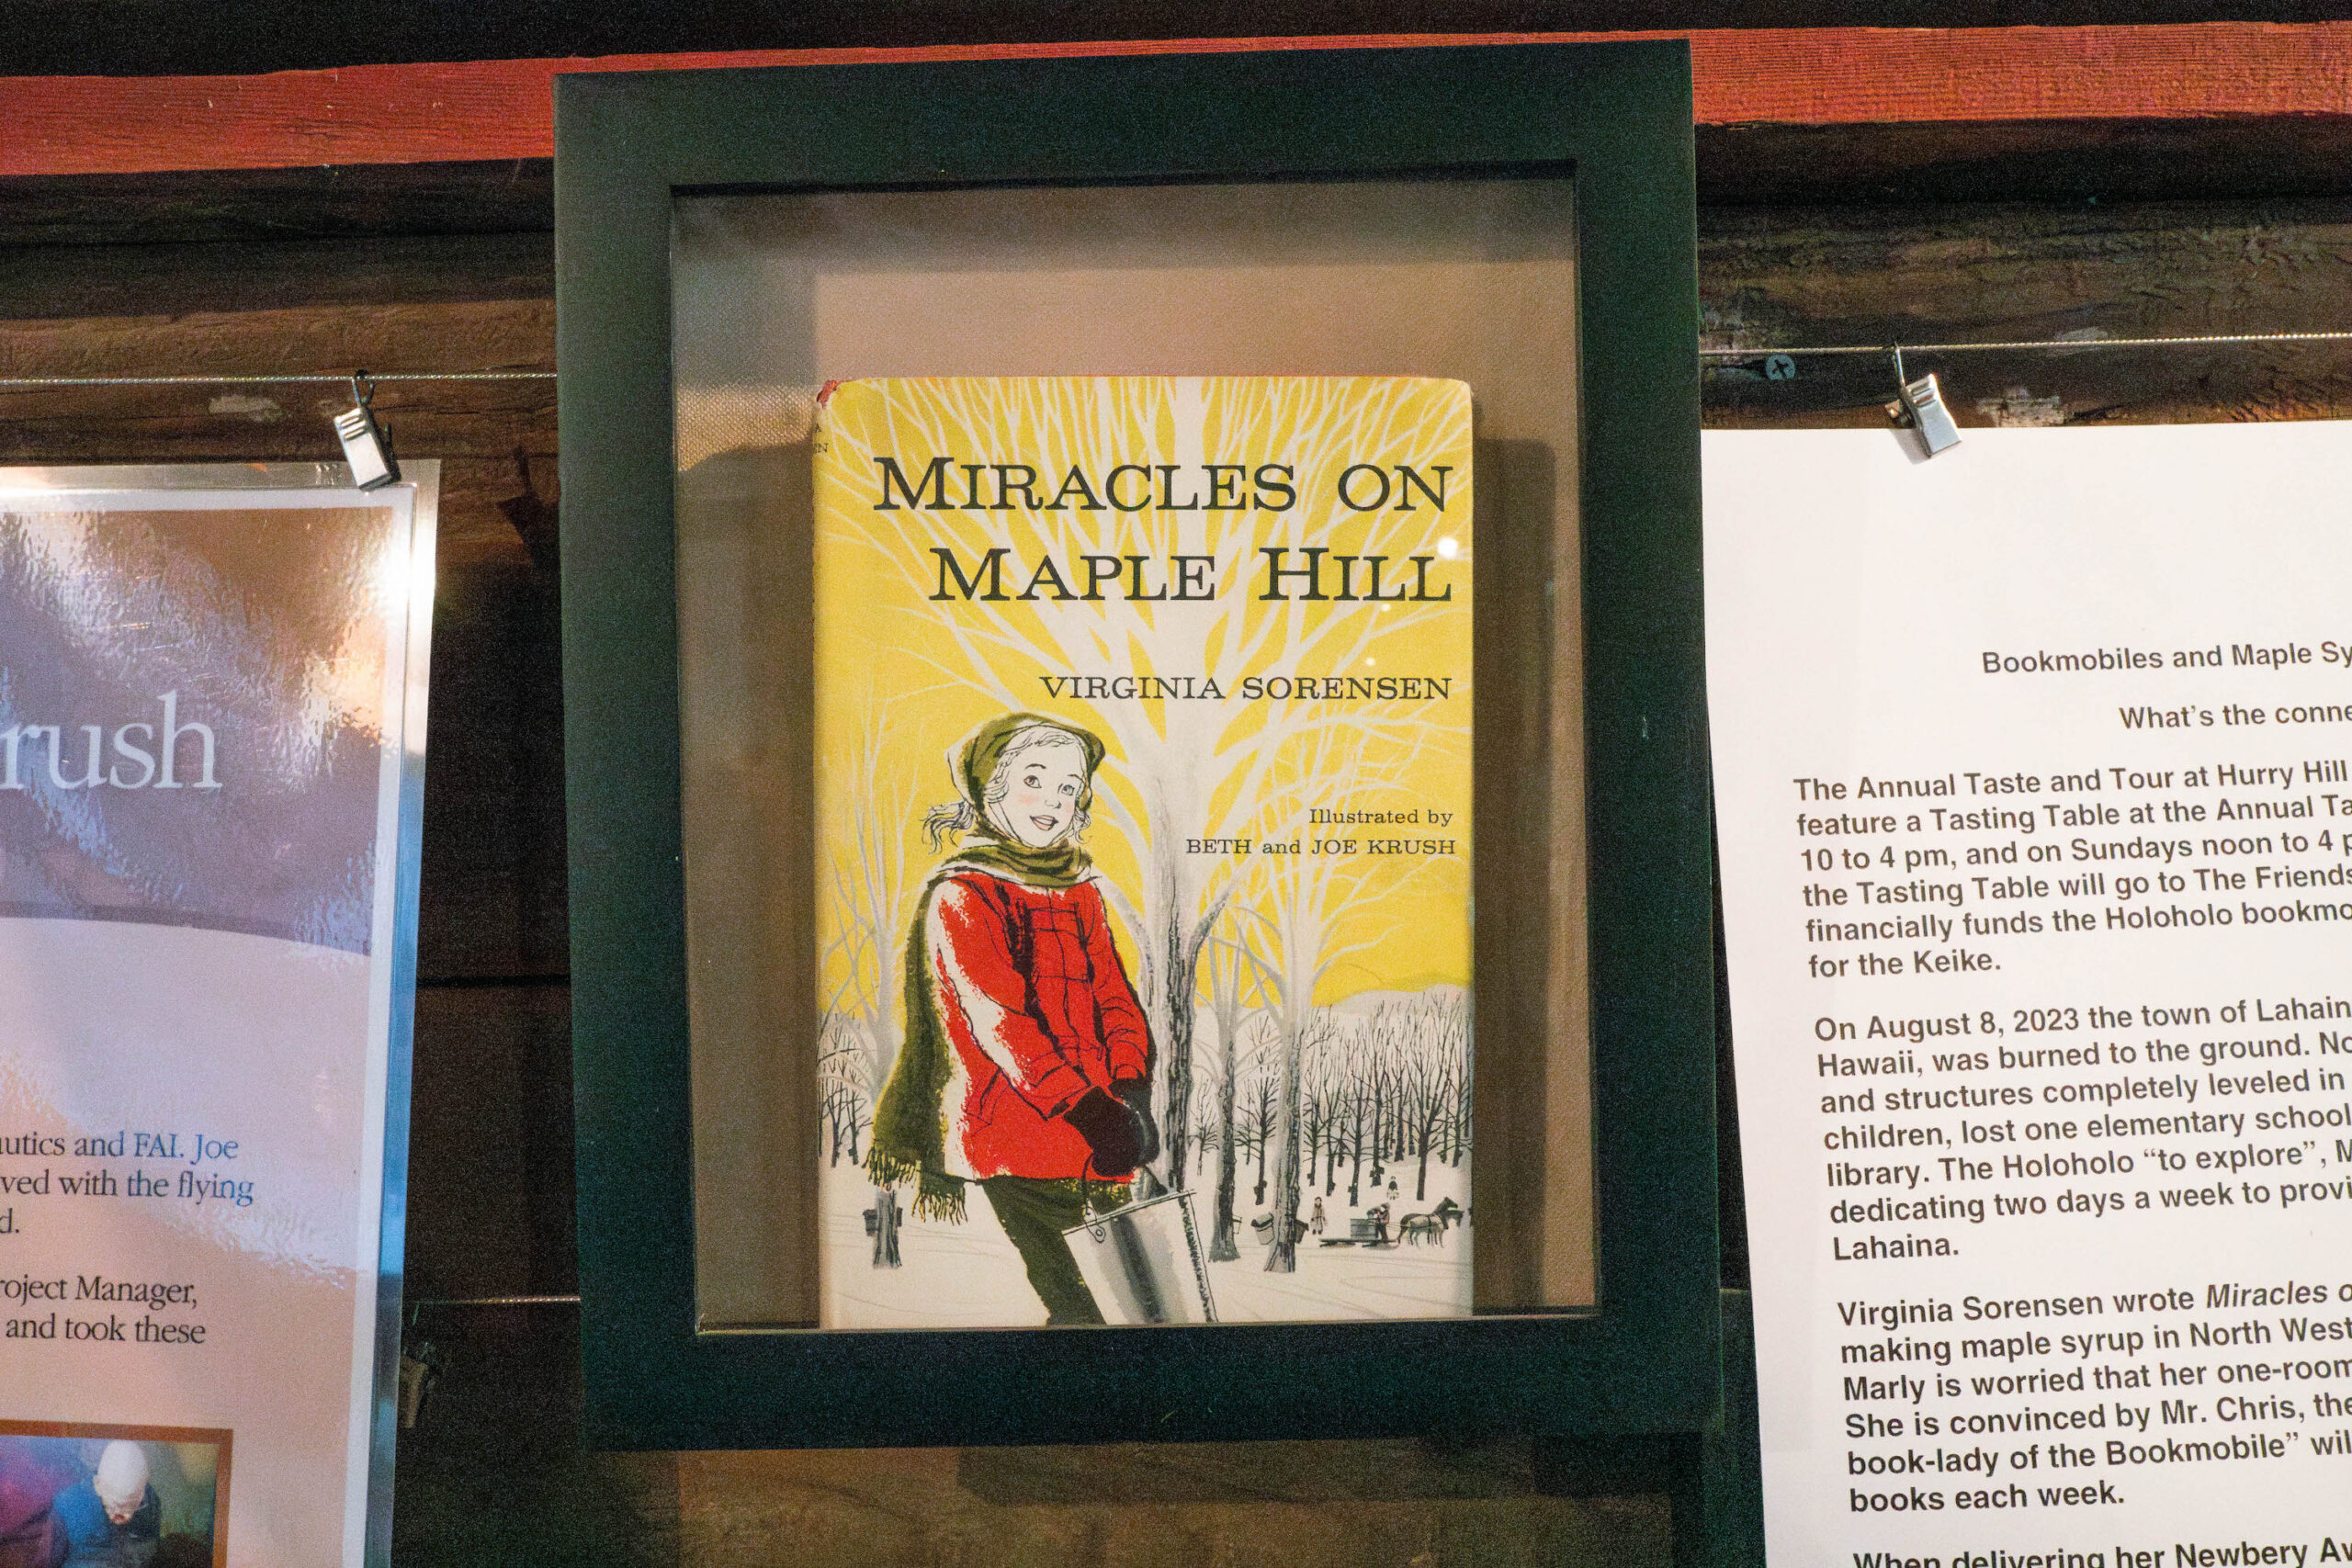 MIRACLES ON
MAPLE HILL
VIRGINIA SORENSEN
Illustrated by
BETH and JOE KRUSH
rush
utics and FAI. Joe
ved with the flying
d.
roject Manager,
and took these
Bookmobiles and Maple Sy
What's the conne
The Annual Taste and Tour at Hurry Hill
feature a Tasting Table at the Annual Ta
10 to 4 pm, and on Sundays noon to 4 p
the Tasting Table will go to The Friends
financially funds the Holoholo bookmo
for the Keike.
On August 8, 2023 the town of Lahain
Hawaii, was burned to the ground. No
and structures completely leveled in
children, lost one elementary school
library. The Holoholo “to explore”, M
dedicating two days a week to provi
Lahaina.
Virginia Sorensen wrote Miracles o
making maple syrup in North West
Marly is worried that her one-room
She is convinced by Mr. Chris, the
book-lady of the Bookmobile” wil
books each week.
When delivering her Newbery Aw